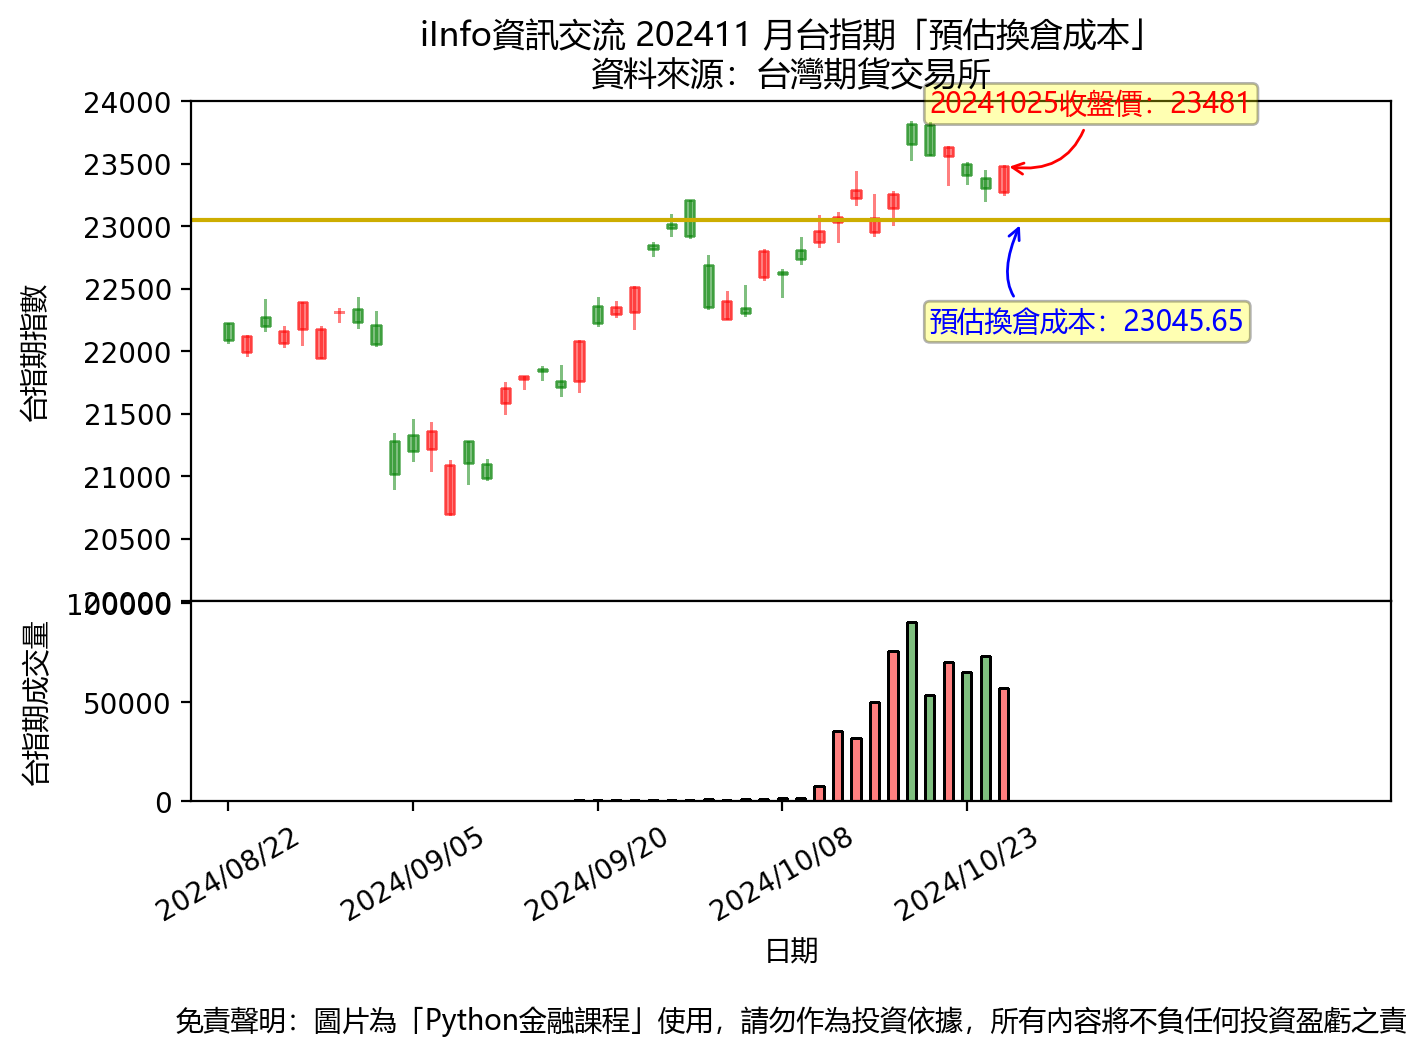 iInfo資訊交流 202411 月台指期「預估換倉成本」
資料來源：台灣期貨交易所
20241025收盤價：23481
24000
23500
23000
22500
22000
21500
21000
20500
20000
台指期指數
預估換倉成本：23045.65
100000
50000
0
台指期成交量
2024/08/22
2024/09/05
2024/09/20
2024/10/08
2024/10/23
日期
免責聲明：圖片為「Python金融課程」使用，請勿作為投資依據，所有內容將不負任何投資盈虧之責